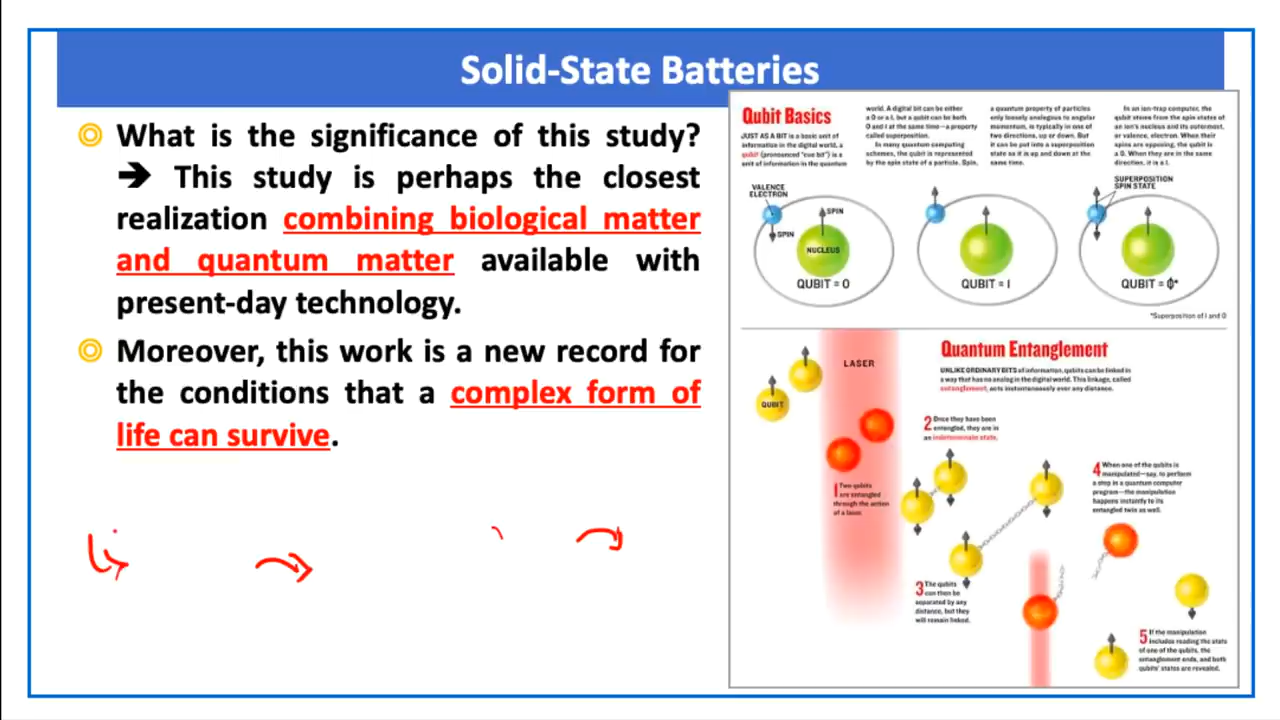 Solid-State Batteries
What is the significance of this study?
➔ This study is perhaps the closest
realization combining biological matter
and quantum matter available with
present-day technology.
Moreover, this work is a new record for
the conditions that a complex form of
life can survive.
Qubit Basics
JUST AS A BIT is a basic unit of
information in the digital world, a
qubit (pronounced "cue bit") is a
unit of information in the quantum
world. A digital bit can be either
a 0 or a 1, but a qubit can be both
0 and 1 at the same time—a property
called superposition.
In many quantum computing
schemes, the qubit is represented
by the spin state of a particle. Spin,
a quantum property of particles
only loosely analogous to angular
momentum, is typically in one of
two directions, up or down. But
it can be put into a superposition
state so it is up and down at the
same time.
In an ion-trap computer, the
qubit stems from the spin states of
an ion's nucleus and its outermost,
or valence, electron. When their
spins are opposing, the qubit is
a 0. When they are in the same
direction, it is a 1.
VALENCE
ELECTRON
SPIN
SPIN
NUCLEUS
QUBIT = 0
QUBIT = 1
SUPERPOSITION
SPIN STATE
QUBIT = ϕ*
*Superposition of 1 and 0
Quantum Entanglement
UNLIKE ORDINARY BITS of information, qubits can be linked in
a way that has no analog in the digital world. This linkage, called
entanglement, acts instantaneously over any distance.
LASER
QUBIT
1 Two qubits
are entangled
through the action
of a laser.
2 Once they have been
entangled, they are in
an indeterminate state.
3 The qubits
can then be
separated by any
distance, but they
will remain linked.
4 When one of the qubits is
manipulated—say, to perform
a step in a quantum computer
program—the manipulation
happens instantly to its
entangled twin as well.
5 If the manipulation
includes reading the state
of one of the qubits, the
entanglement ends, and both
qubits' states are revealed.